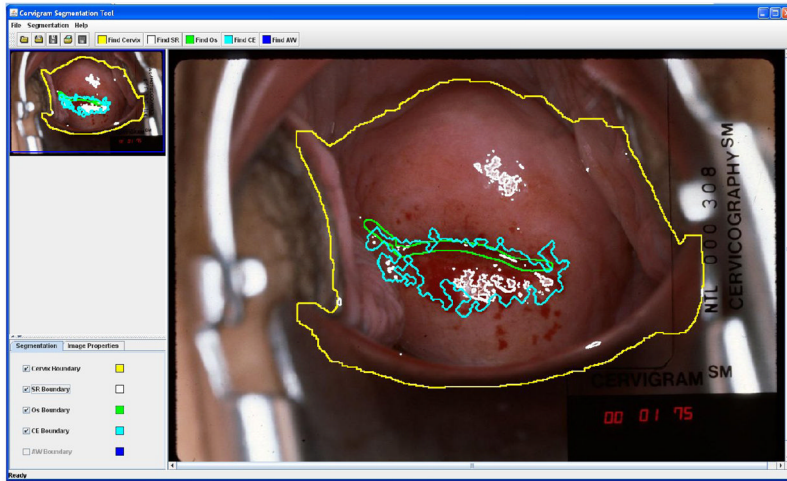 Cervigram Segmentation Tool
File Segmentation Help
Find Cervix Find SR Find Os Find CE Find AW
NTL 000 308
CERVICOGRAPHY SM
CERVIGRAM SM
00 01 75
Segmentation Image Properties
Cervix Boundary
SR Boundary
Os Boundary
CE Boundary
AW Boundary
Ready